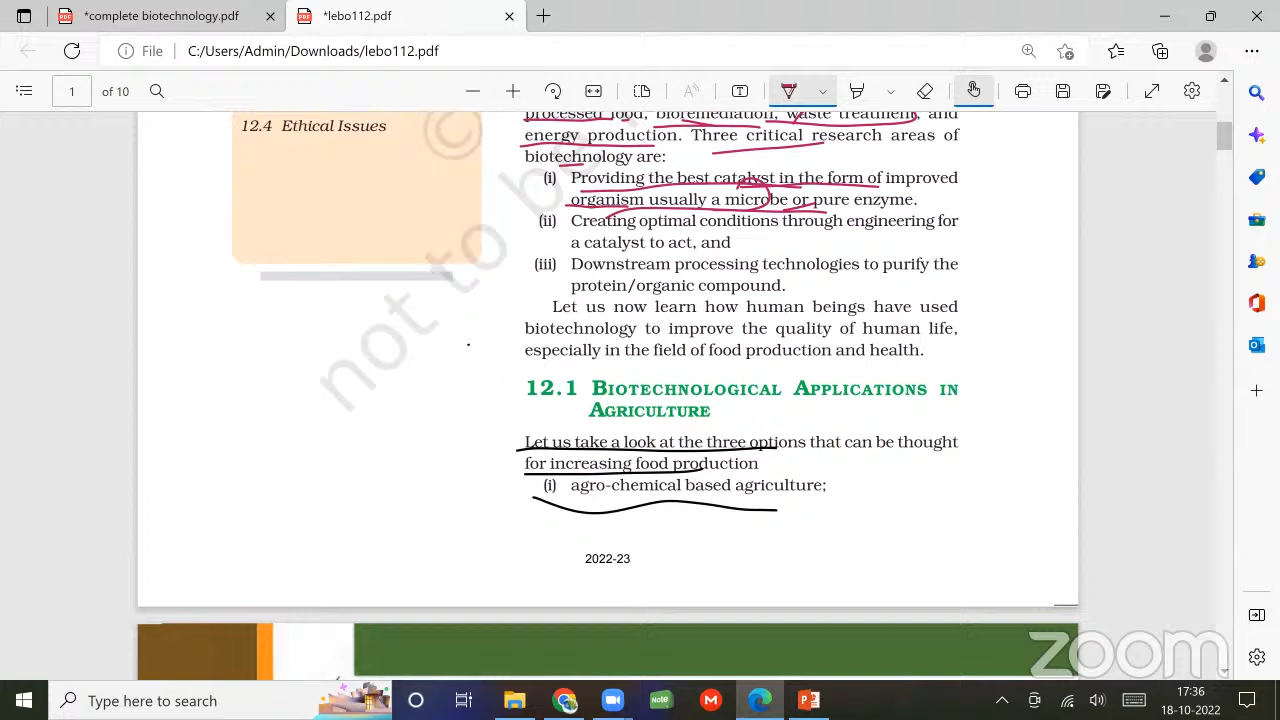 *complete biotechnology.pdf
*lebo112.pdf
File
C:/Users/Admin/Downloads/lebo112.pdf
1 of 10
12.4 Ethical Issues
processed food, bioremediation, waste treatment, and
energy production. Three critical research areas of
biotechnology are:
(i) Providing the best catalyst in the form of improved
organism usually a microbe or pure enzyme.
(ii) Creating optimal conditions through engineering for
a catalyst to act, and
(iii) Downstream processing technologies to purify the
protein/organic compound.
Let us now learn how human beings have used
biotechnology to improve the quality of human life,
especially in the field of food production and health.
12.1 BIOTECHNOLOGICAL APPLICATIONS IN
AGRICULTURE
Let us take a look at the three options that can be thought
for increasing food production
(i) agro-chemical based agriculture;
2022-23
© not to be
zoom
Type here to search
Note
17:36
18-10-2022